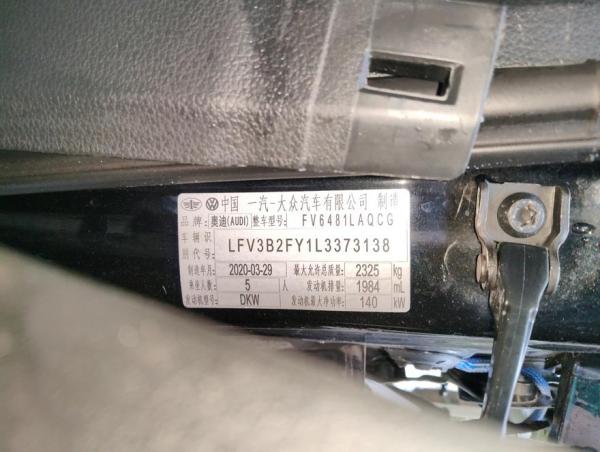 中国 一汽-大众汽车有限公司 制造
品牌: 奥迪(AUDI) 整车型号: FV6481LAQCG
车辆识别代号: LFV3B2FY1L3373138
制造年月: 2020-03-29 最大允许总质量: 2325 kg
乘座人数: 5 人 发动机排量: 1984 mL
发动机型号: DKW 发动机最大净功率: 140 kW